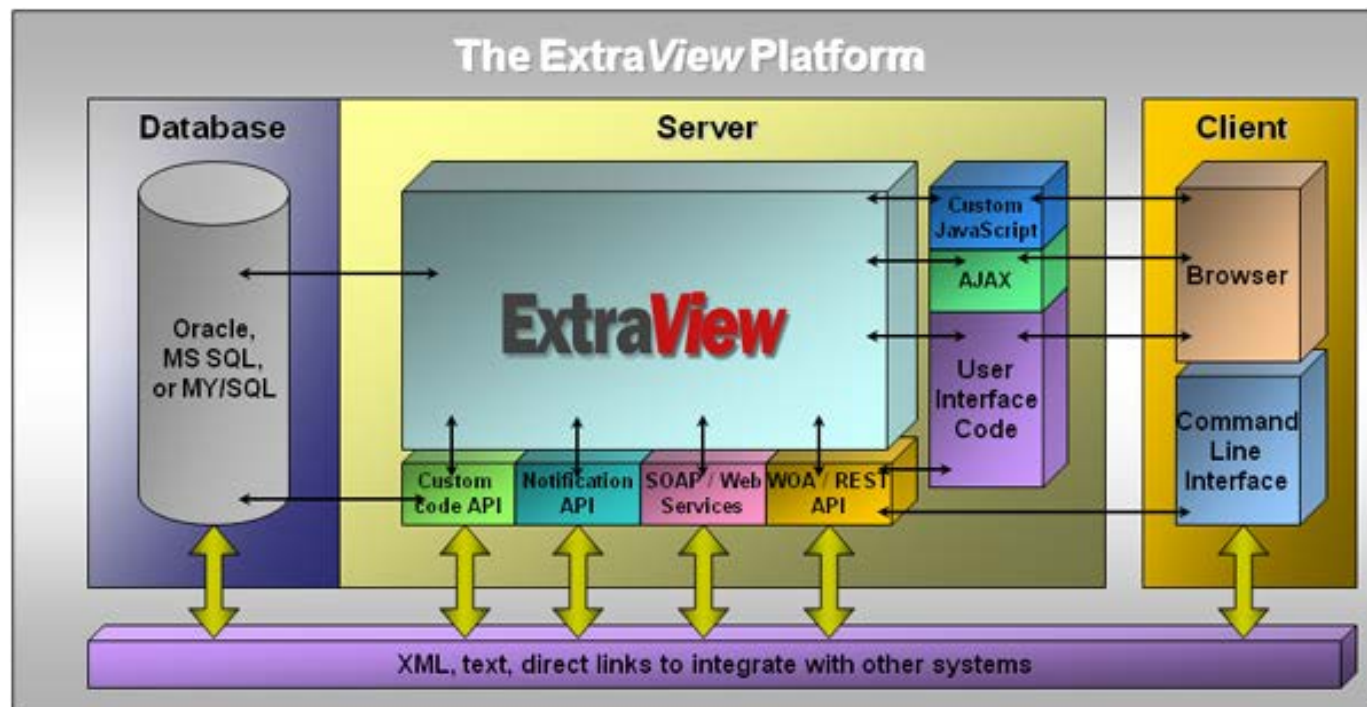 The ExtraView Platform
Database
Server
Client
Oracle,
MS SQL,
or MY/SQL
ExtraView
Custom
JavaScript
AJAX
User
Interface
Code
Browser
Command
Line
Interface
Custom
code API
Notification
API
SOAP / Web
Services
WOA / REST
API
XML, text, direct links to integrate with other systems